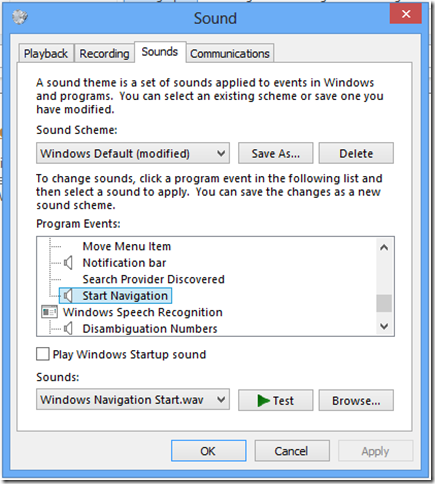 Sound
Playback Recording Sounds Communications
A sound theme is a set of sounds applied to events in Windows
and programs. You can select an existing scheme or save one you
have modified.
Sound Scheme:
Windows Default (modified) Save As... Delete
To change sounds, click a program event in the following list and
then select a sound to apply. You can save the changes as a new
sound scheme.
Program Events:
Move Menu Item
Notification bar
Search Provider Discovered
Start Navigation
Windows Speech Recognition
Disambiguation Numbers
Play Windows Startup sound
Sounds:
Windows Navigation Start.wav Test Browse...
OK Cancel Apply